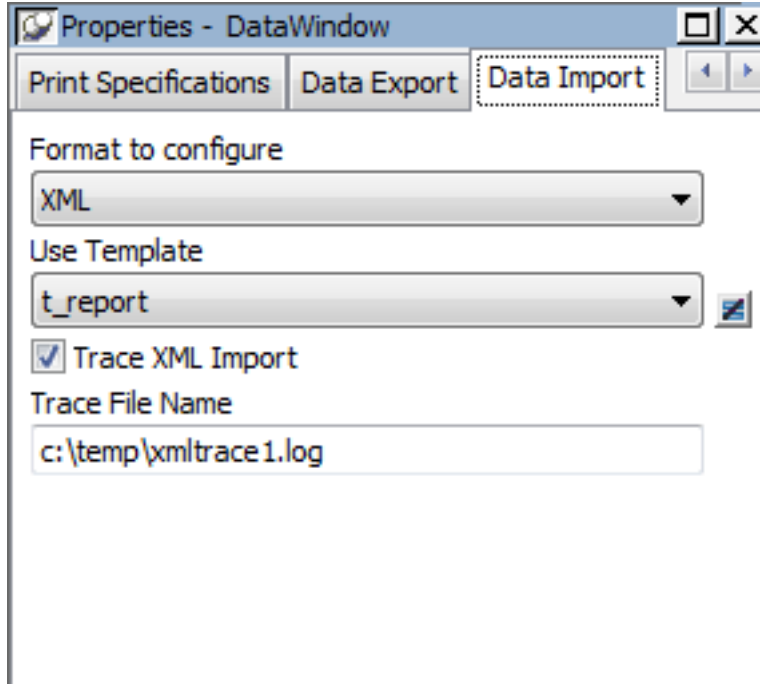 Properties - DataWindow
Print Specifications Data Export Data Import
Format to configure
XML
Use Template
t_report
Trace XML Import
Trace File Name
c:\temp\xmltrace1.log